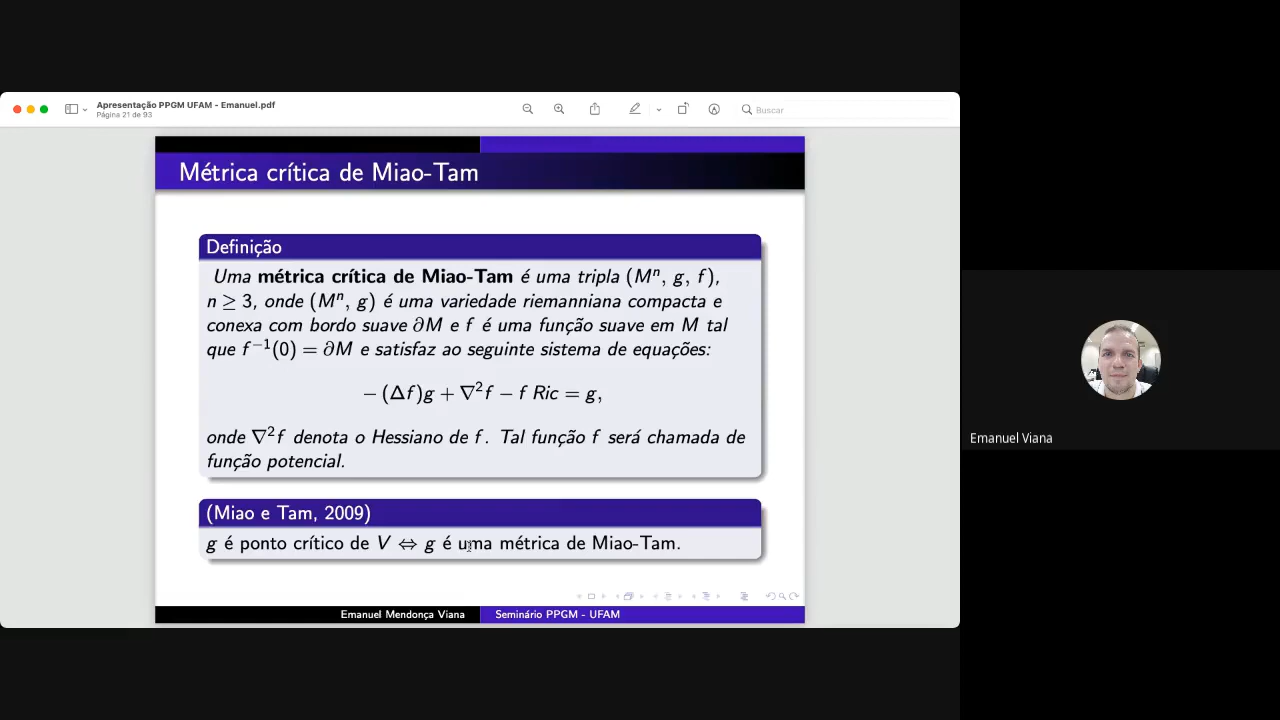 Apresentação PPGM UFAM - Emanuel.pdf
Página 21 de 93
Buscar
Métrica crítica de Miao-Tam
Definição
Uma métrica crítica de Miao-Tam é uma tripla (Mⁿ, g, f),
n ≥ 3, onde (Mⁿ, g) é uma variedade riemanniana compacta e
conexa com bordo suave ∂M e f é uma função suave em M tal
que f⁻¹(0) = ∂M e satisfaz ao seguinte sistema de equações:
− (Δf)g + ∇²f − f Ric = g,
onde ∇²f denota o Hessiano de f. Tal função f será chamada de
função potencial.
(Miao e Tam, 2009)
g é ponto crítico de V ⇔ g é uma métrica de Miao-Tam.
Emanuel Mendonça Viana
Seminário PPGM - UFAM
Emanuel Viana